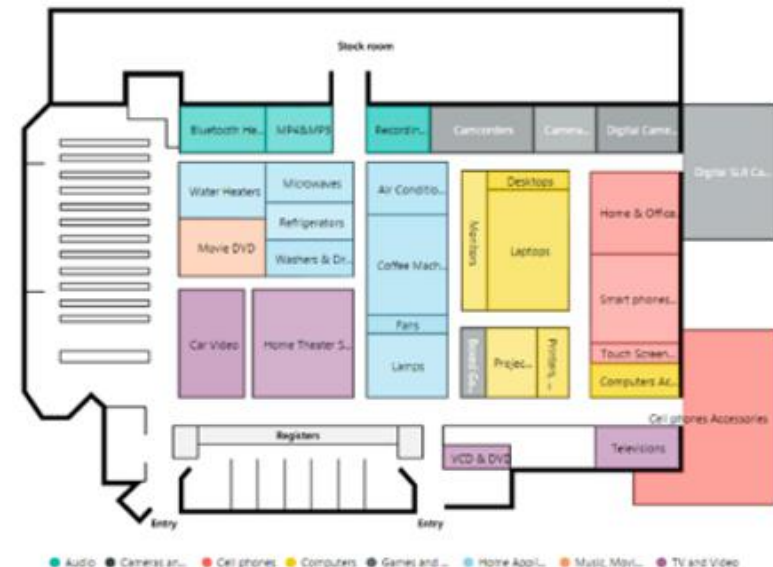 Stock room
Bluetooth He...
MP4&MP3
Recordin...
Camcorders
Camera...
Digital Came...
Digital SLR Ca...
Water Heaters
Microwaves
Refrigerators
Washers & Dr...
Movie DVD
Air Conditio...
Coffee Mach...
Fans
Lamps
Monitors
Desktops
Laptops
Home & Office...
Smart phones...
Touch Screen...
Computers Ac...
Car Video
Home Theater S...
Projec...
Printers, ...
Cell phones Accessories
Registers
VCD & DVD
Televisions
Entry
Entry
Audio
Cameras an...
Cell phones
Computers
Games and ...
Home Appl...
Music, Movi...
TV and Video